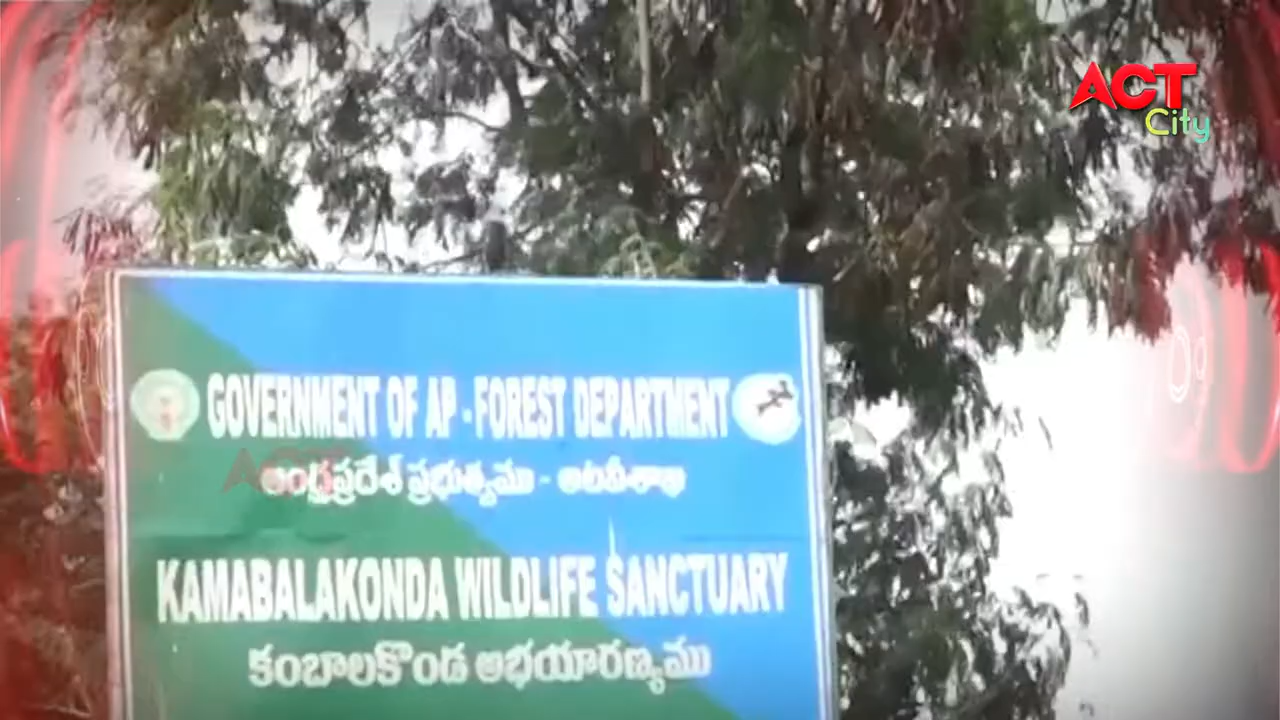 ACT
City
GOVERNMENT OF AP - FOREST DEPARTMENT
ఆంధ్రప్రదేశ్ ప్రభుత్వము - అటవీశాఖ
KAMABALAKONDA WILDLIFE SANCTUARY
కంబాలకొండ అభయారణ్యము